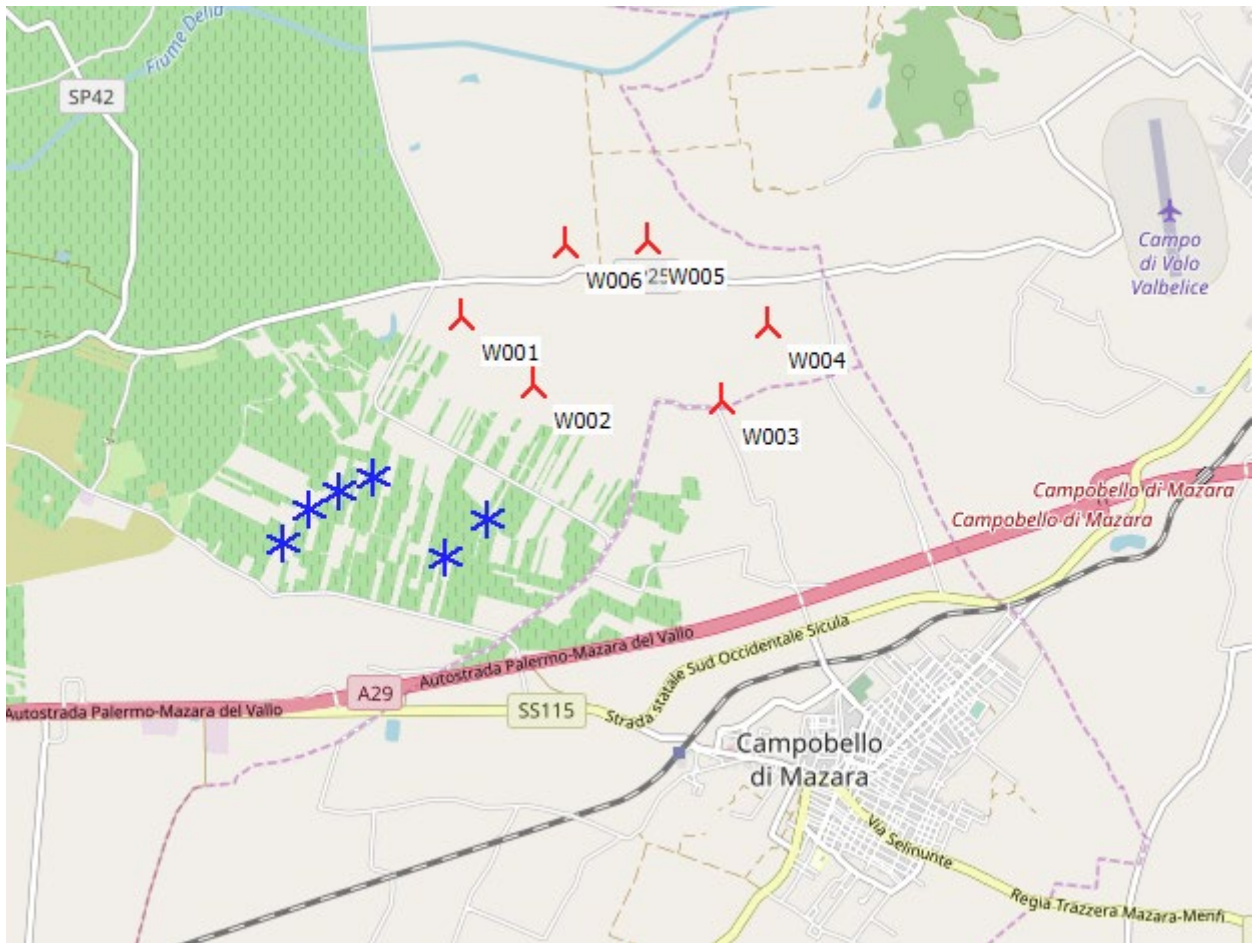 Fiume Delia
SP42
Campo
di Volo
Valbelice
W006
25
W005
W001
W004
W002
W003
Campobello di Mazara
Campobello di Mazara
Autostrada Palermo-Mazara del Vallo
A29
Autostrada Palermo-Mazara del Vallo
SS115
Strada statale Sud Occidentale Sicula
Campobello
di Mazara
Via Selinunte
Regia Trazzera Mazara-Menfi